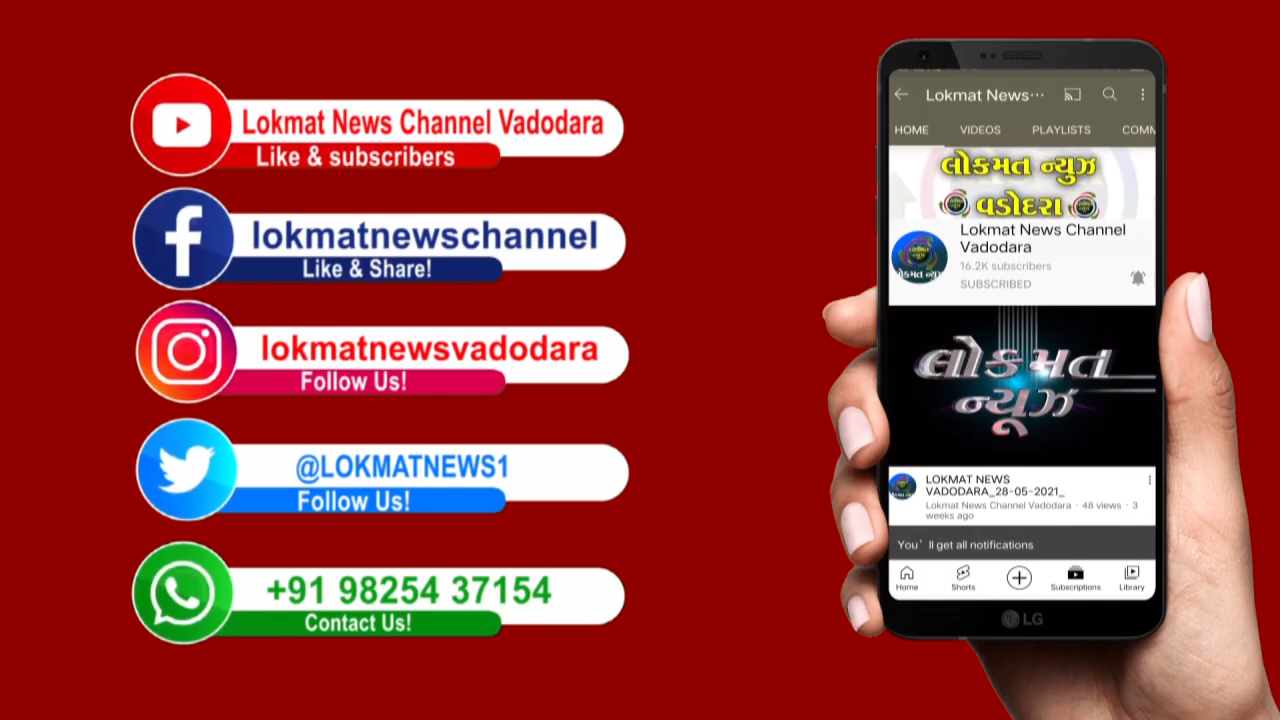 Lokmat News Channel Vadodara
Like & subscribers
lokmatnewschannel
Like & Share!
lokmatnewsvadodara
Follow Us!
@LOKMATNEWS1
Follow Us!
+91 98254 37154
Contact Us!
Lokmat News···
HOME VIDEOS PLAYLISTS COMM
લોકમત ન્યુઝ
વડોદરા
Lokmat News Channel
Vadodara
16.2K subscribers
SUBSCRIBED
લોકમત
ન્યૂઝ
LOKMAT NEWS
VADODARA_28-05-2021_
Lokmat News Channel Vadodara · 48 views · 3
weeks ago
You'll get all notifications
Home Shorts Subscriptions Library
LG